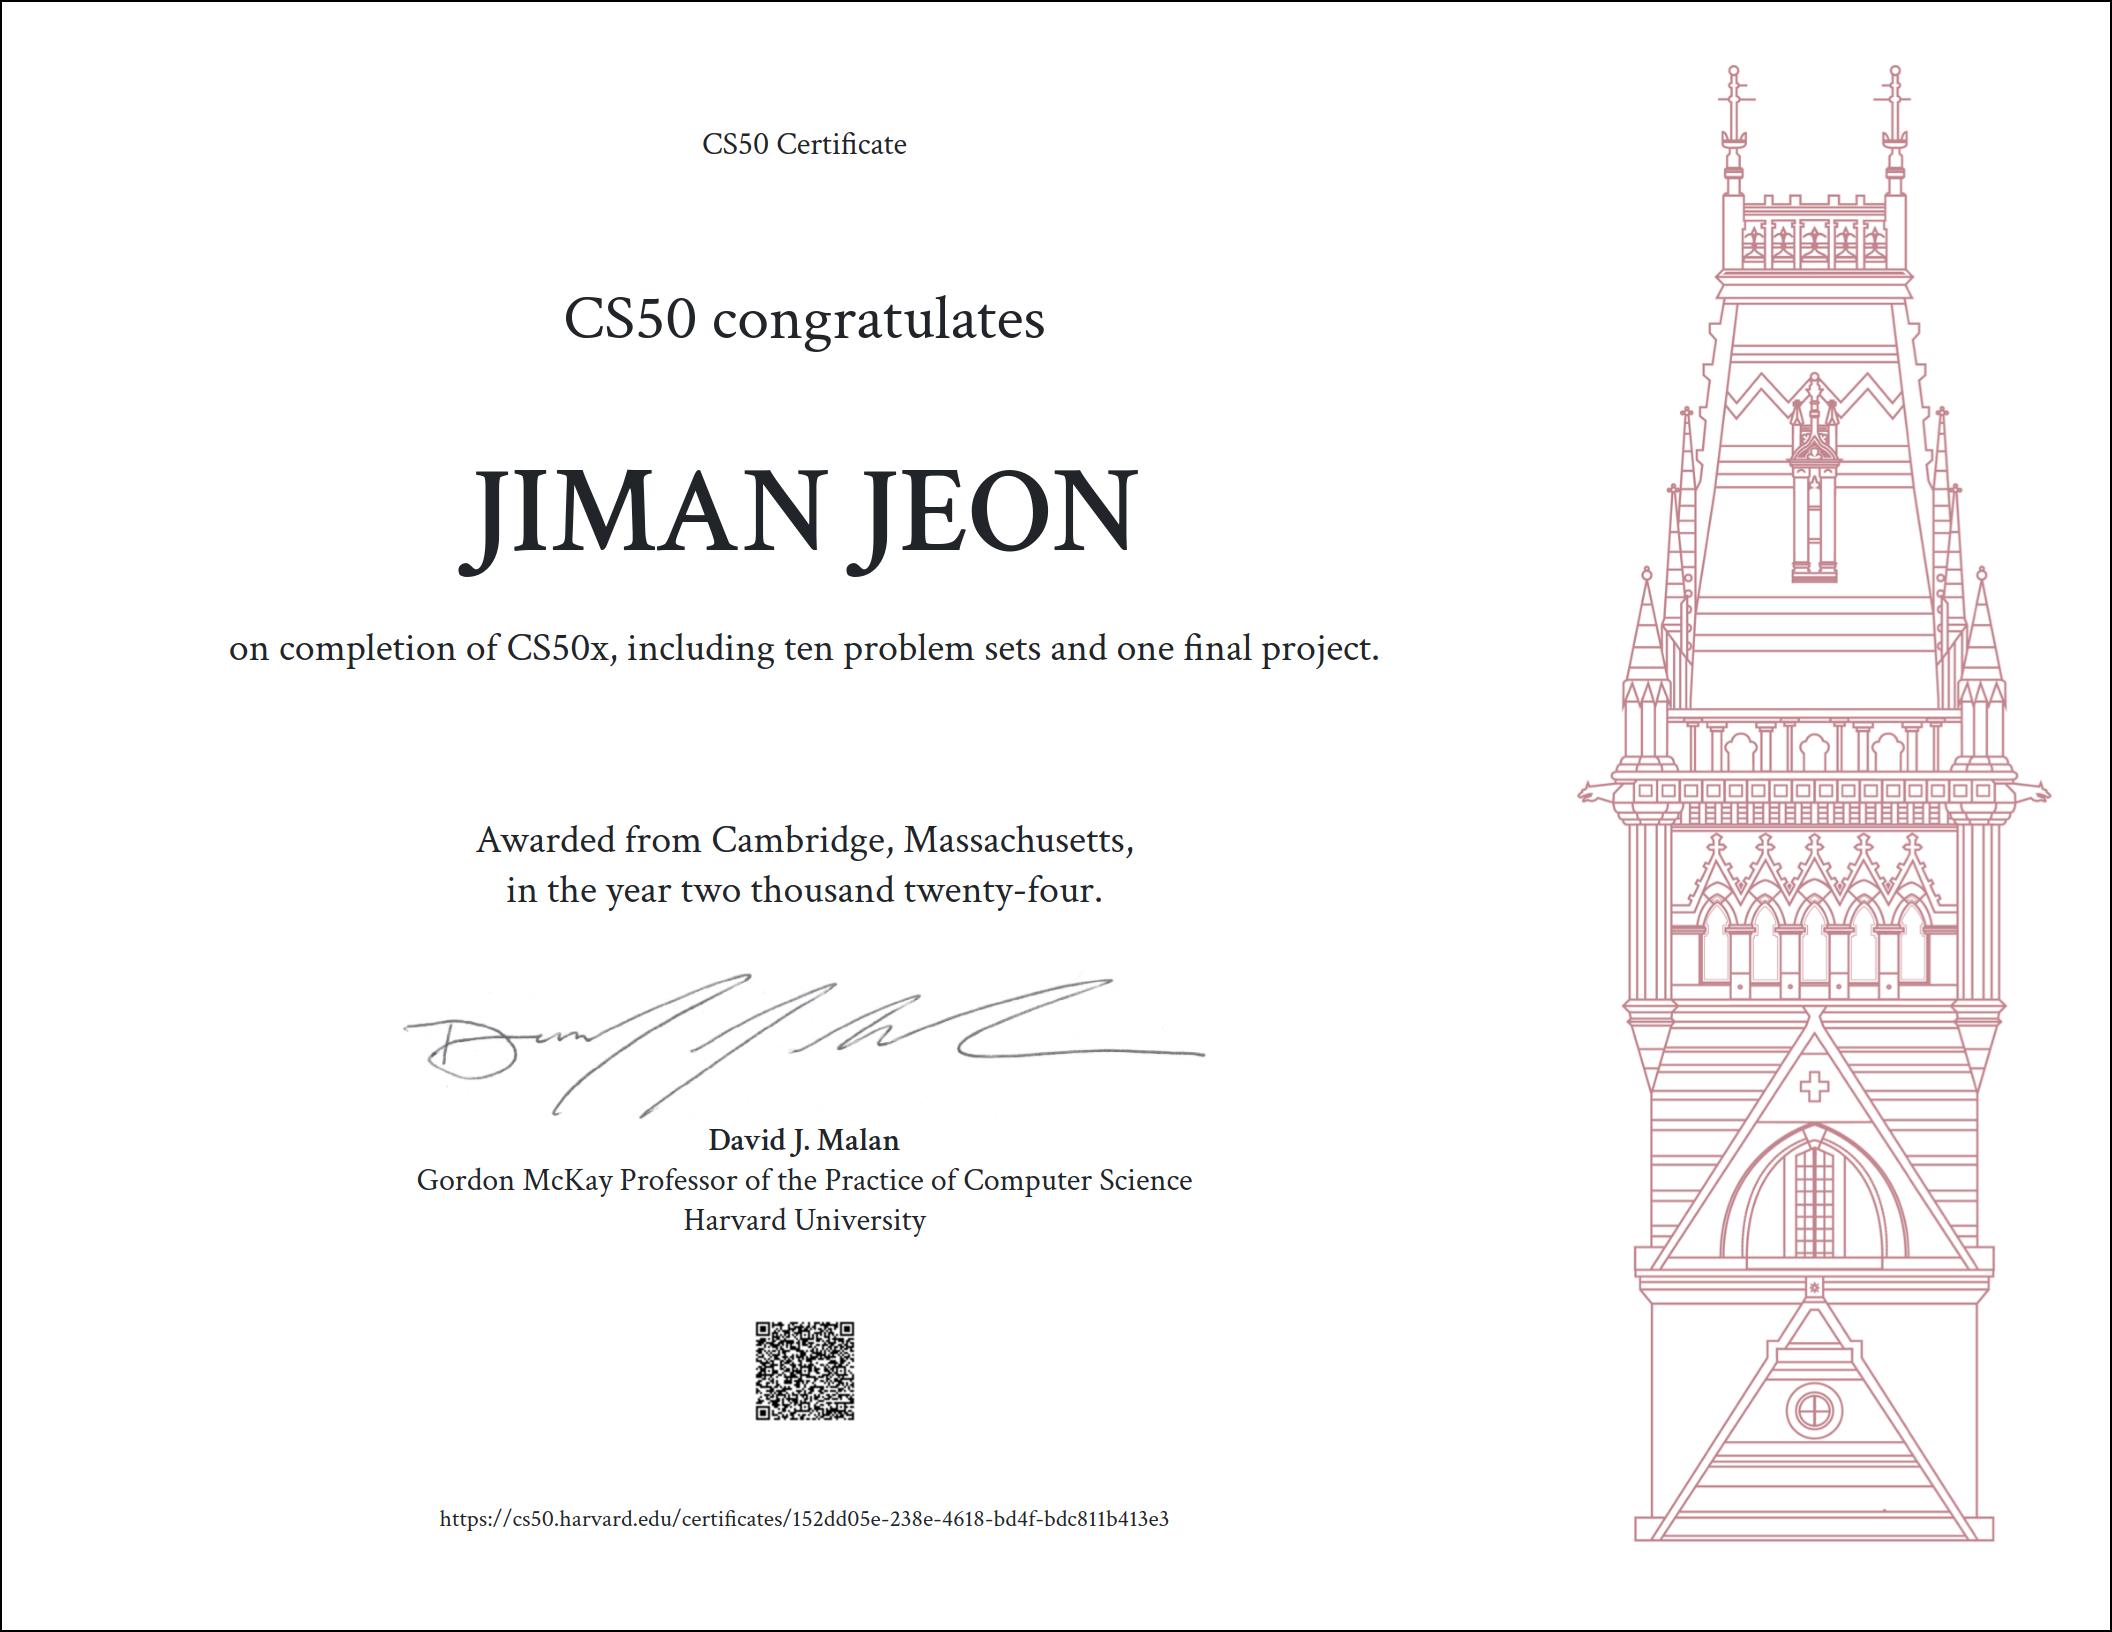 CS50 Certificate
CS50 congratulates
JIMAN JEON
on completion of CS50x, including ten problem sets and one final project.
Awarded from Cambridge, Massachusetts,
in the year two thousand twenty-four.
David J. Malan
Gordon McKay Professor of the Practice of Computer Science
Harvard University
https://cs50.harvard.edu/certificates/152dd05e-238e-4618-bd4f-bdc811b413e3